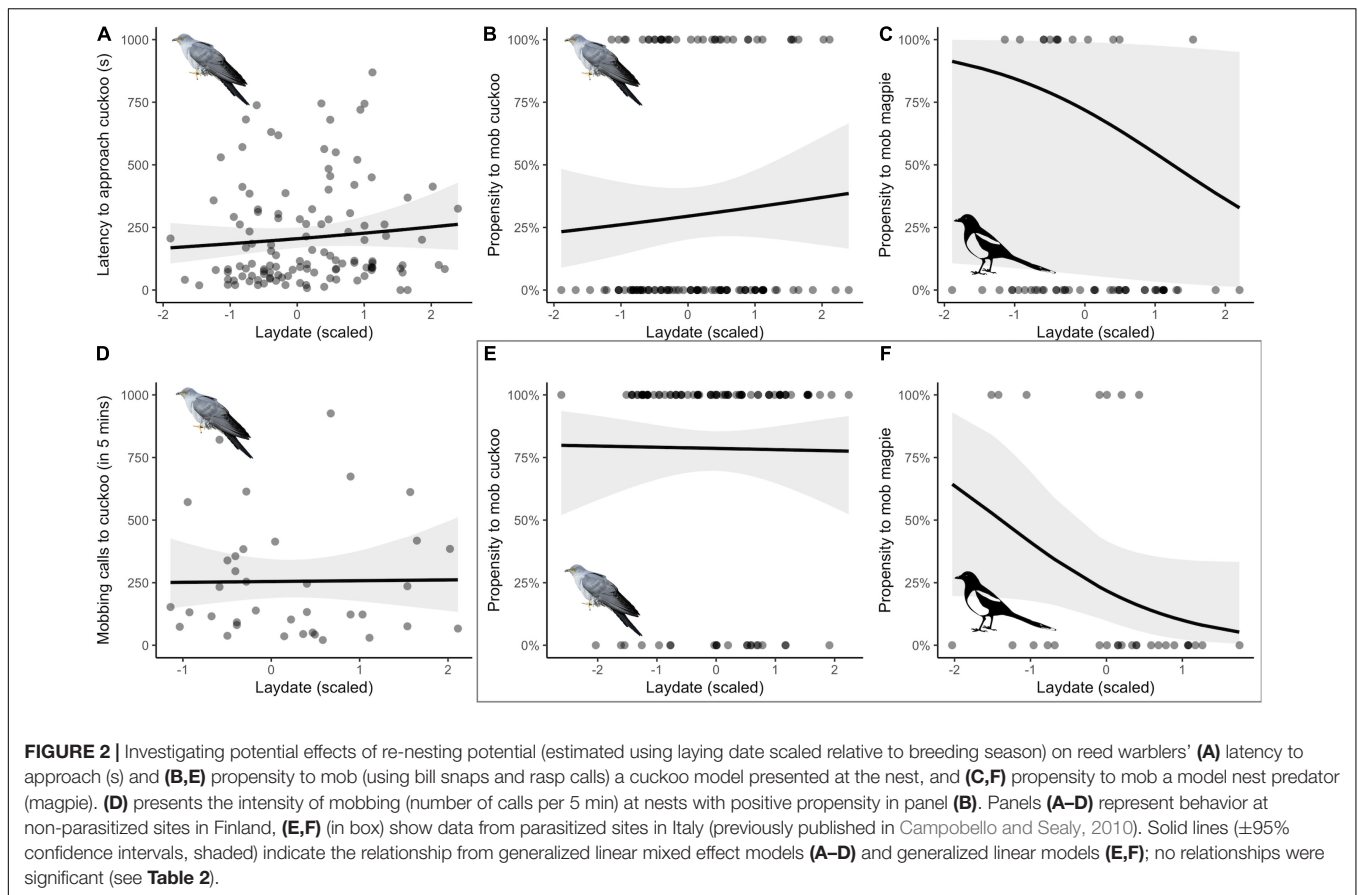 A
Latency to approach cuckoo (s)
1000
750
500
250
0
-2 -1 0 1 2
Laydate (scaled)
B
Propensity to mob cuckoo
100%
75%
50%
25%
0%
-2 -1 0 1 2
Laydate (scaled)
C
Propensity to mob magpie
100%
75%
50%
25%
0%
-2 -1 0 1 2
Laydate (scaled)
D
Mobbing calls to cuckoo (in 5 mins)
1000
750
500
250
0
-1 0 1 2
Laydate (scaled)
E
Propensity to mob cuckoo
100%
75%
50%
25%
0%
-2 -1 0 1 2
Laydate (scaled)
F
Propensity to mob magpie
100%
75%
50%
25%
0%
-2 -1 0 1
Laydate (scaled)
FIGURE 2 | Investigating potential effects of re-nesting potential (estimated using laying date scaled relative to breeding season) on reed warblers’ (A) latency to
approach (s) and (B,E) propensity to mob (using bill snaps and rasp calls) a cuckoo model presented at the nest, and (C,F) propensity to mob a model nest predator
(magpie). (D) presents the intensity of mobbing (number of calls per 5 min) at nests with positive propensity in panel (B). Panels (A–D) represent behavior at
non-parasitized sites in Finland, (E,F) (in box) show data from parasitized sites in Italy (previously published in Campobello and Sealy, 2010). Solid lines (±95%
confidence intervals, shaded) indicate the relationship from generalized linear mixed effect models (A–D) and generalized linear models (E,F); no relationships were
significant (see Table 2).